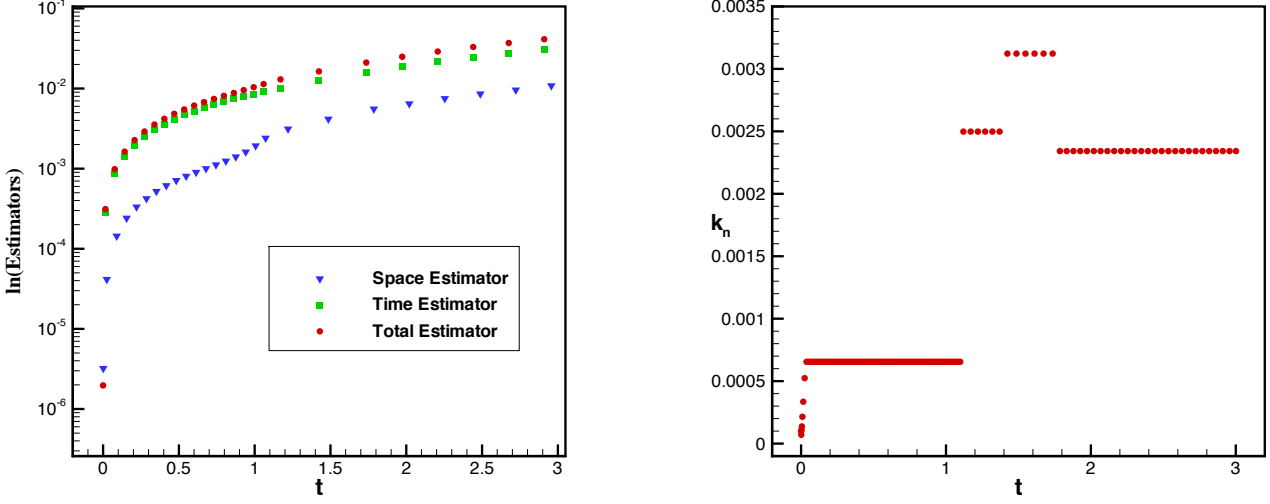 10⁻¹
10⁻²
10⁻³
10⁻⁴
10⁻⁵
10⁻⁶
ln(Estimators)
Space Estimator
Time Estimator
Total Estimator
0 0.5 1 1.5 2 2.5 3
t
0.0035
0.003
0.0025
0.002
kₙ
0.0015
0.001
0.0005
0
0 1 2 3
t